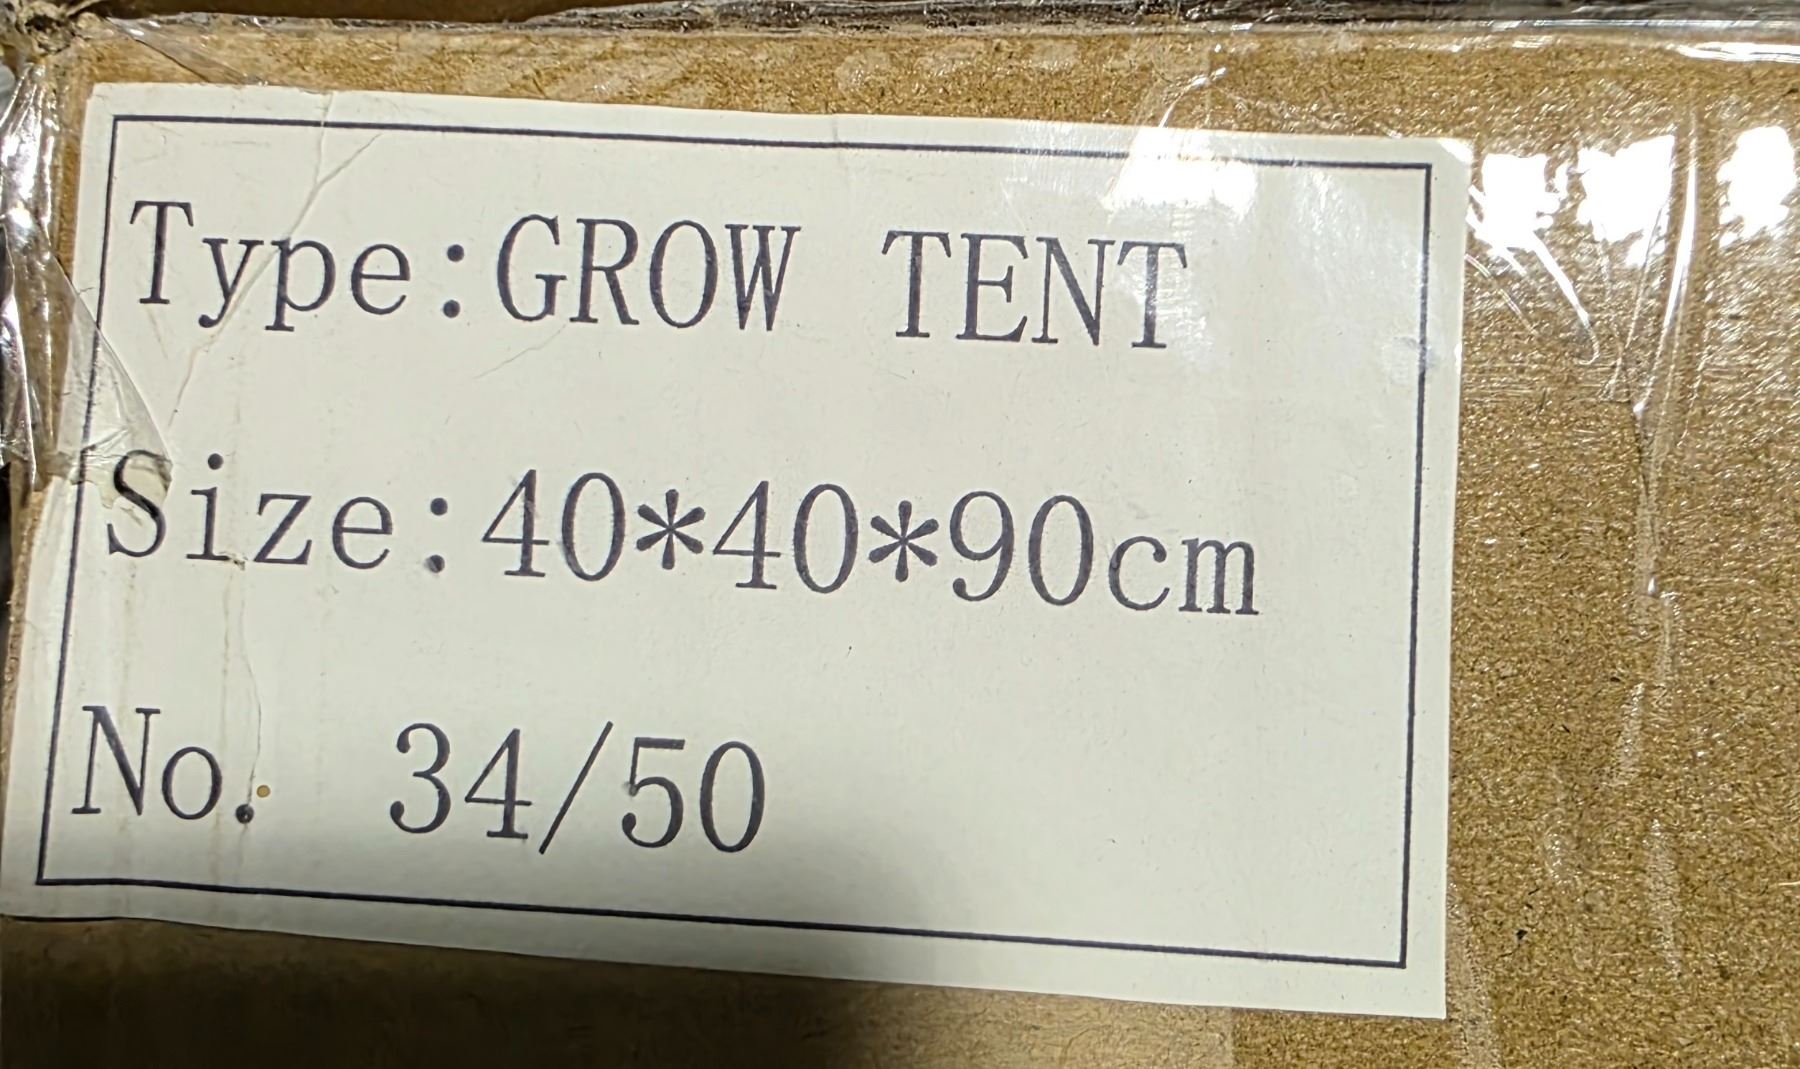 Type:GROW TENT
Size:40*40*90cm
No. 34/50